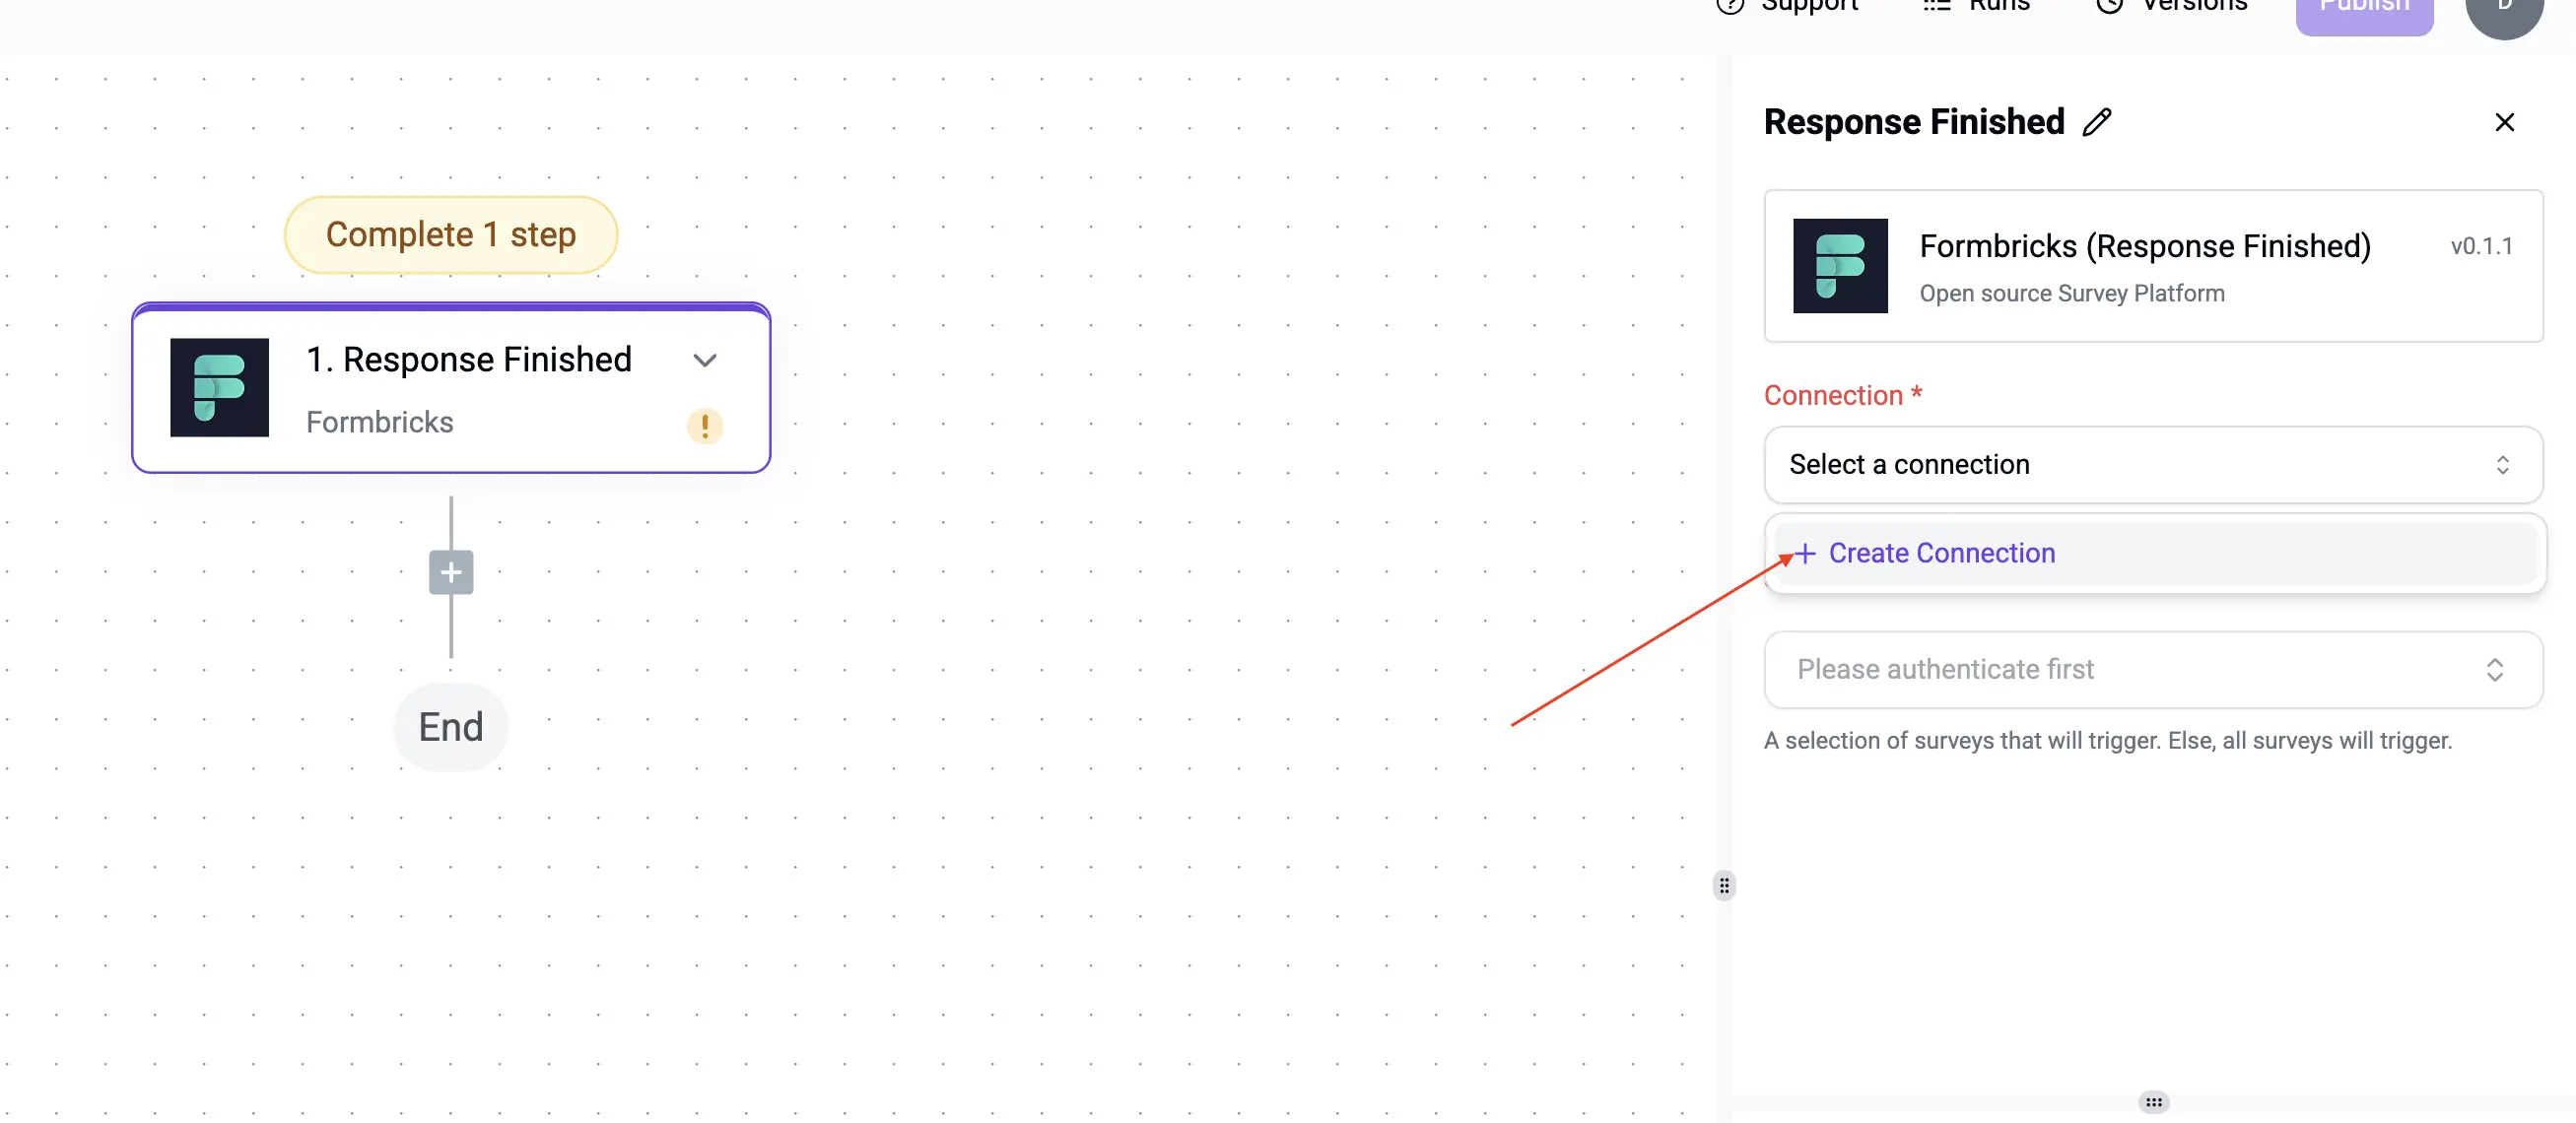 Support Runs Versions Publish D
Response Finished
Complete 1 step
Formbricks (Response Finished) v0.1.1
Open source Survey Platform
1. Response Finished
Formbricks
Connection *
Select a connection
+ Create Connection
Please authenticate first
A selection of surveys that will trigger. Else, all surveys will trigger.
End